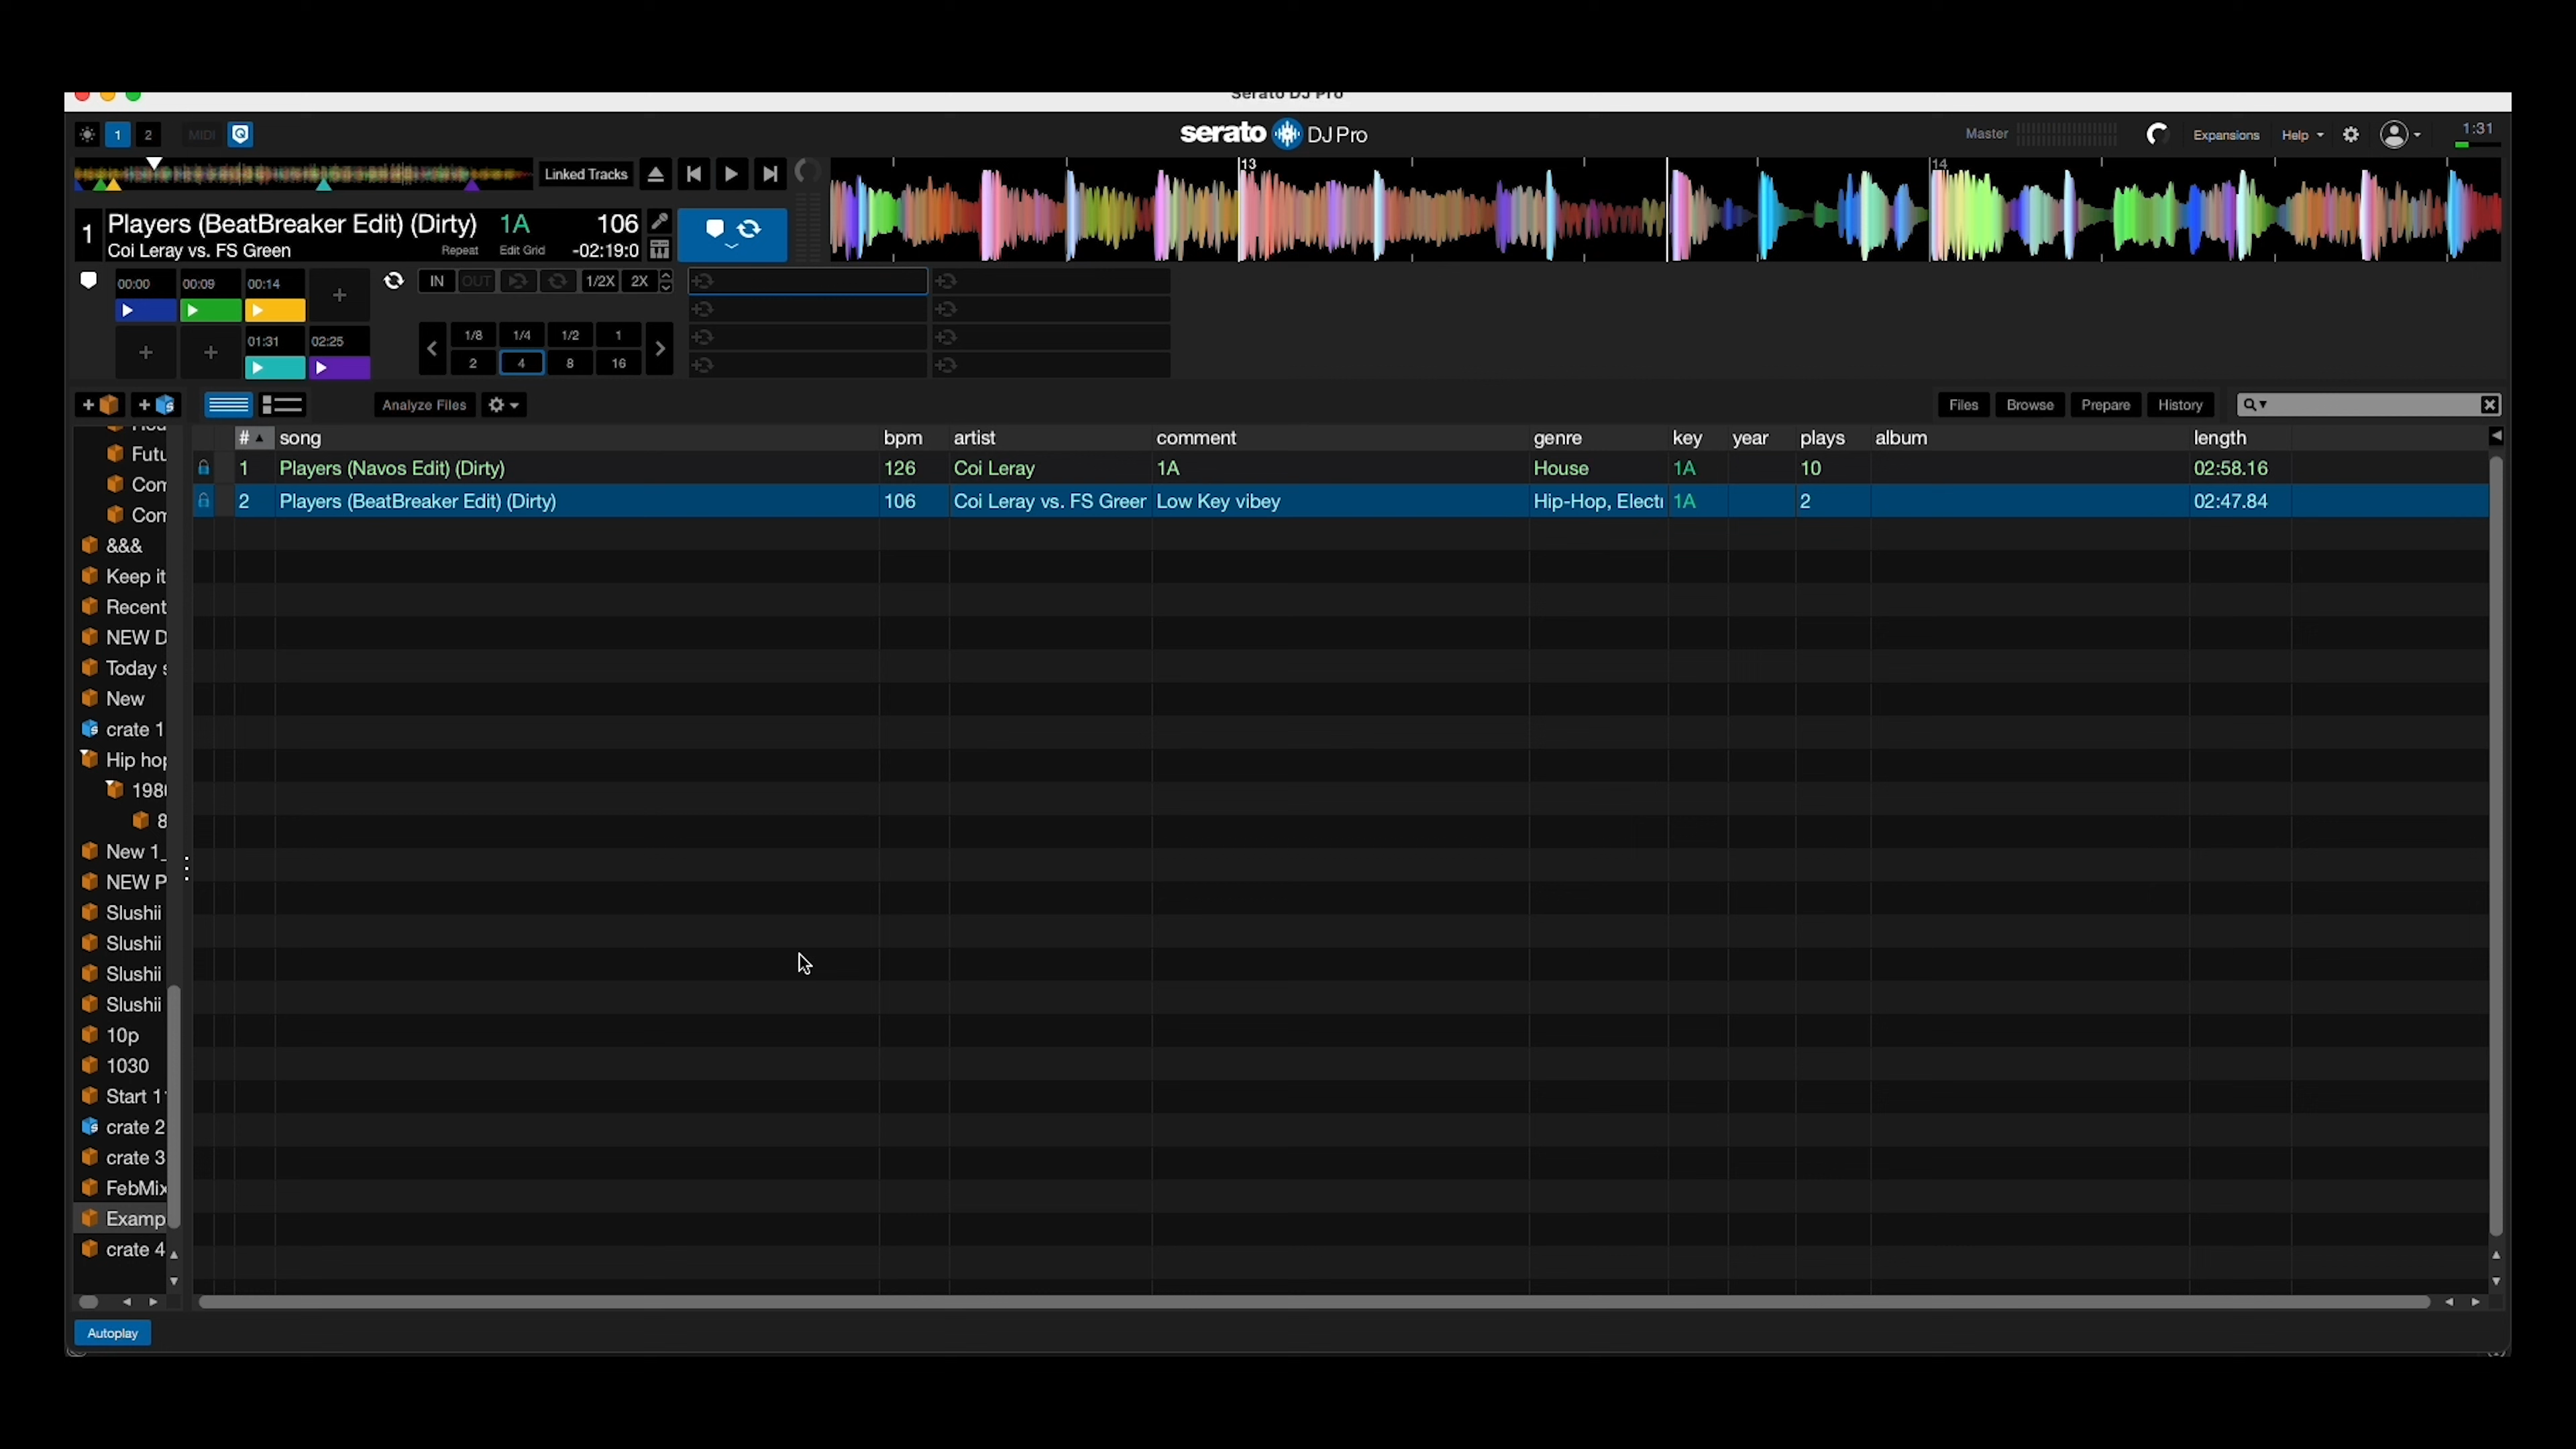 Serato DJ Pro
1 2 MIDI
serato DJ Pro
Master Expansions Help 1:31
Linked Tracks
13 14
1 Players (BeatBreaker Edit) (Dirty) 1A 106
Coi Leray vs. FS Green Repeat Edit Grid -02:19:0
00:00 00:09 00:14
IN OUT 1/2X 2X
01:31 02:25
1/8 1/4 1/2 1
2 4 8 16
Analyze Files Files Browse Prepare History
# song bpm artist comment genre key year plays album length
1 Players (Navos Edit) (Dirty) 126 Coi Leray 1A House 1A 10 02:58.16
2 Players (BeatBreaker Edit) (Dirty) 106 Coi Leray vs. FS Greer Low Key vibey Hip-Hop, Electi 1A 2 02:47.84
Futu
Com
Com
&&&
Keep it
Recent
NEW D
Today s
New
crate 1
Hip hop
198
8
New 1_
NEW P
Slushii
Slushii
Slushii
Slushii
10p
1030
Start 1
crate 2
crate 3
FebMix
Examp
crate 4
Autoplay